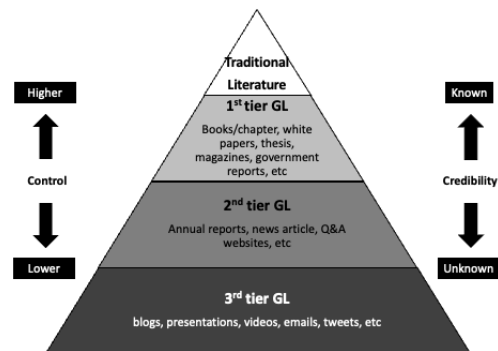 Traditional
Literature
Higher
Known
1st tier GL
Books/chapter, white
papers, thesis,
magazines, government
reports, etc
Control
Credibility
2nd tier GL
Annual reports, news article, Q&A
websites, etc
Lower
Unknown
3rd tier GL
blogs, presentations, videos, emails, tweets, etc